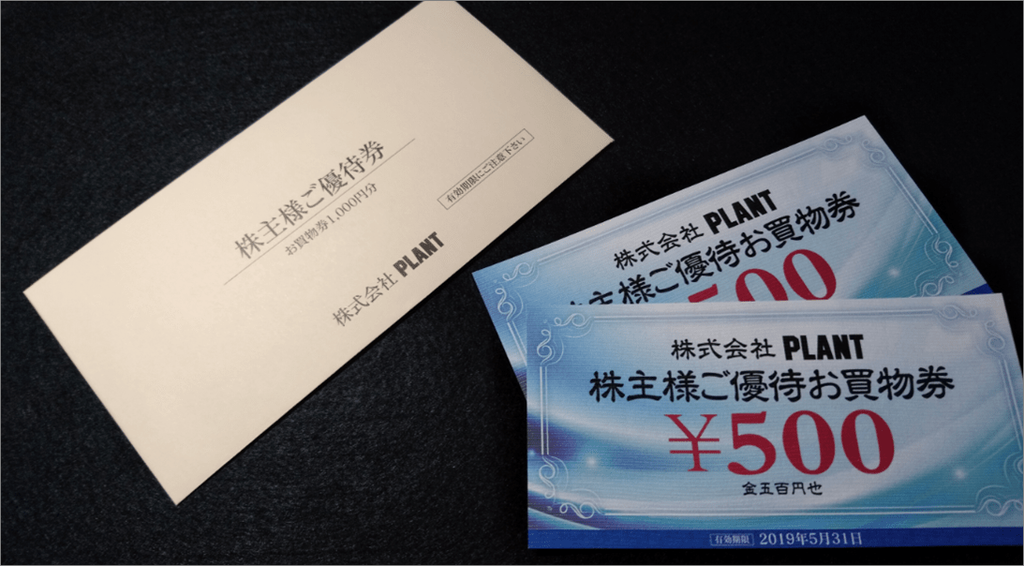 株主様ご優待券
お買物券1,000円分
有効期限にご注意下さい
株式会社 PLANT
株式会社 PLANT
主様ご優待お買物券
500
株式会社 PLANT
株主様ご優待お買物券
¥500
金五百円也
有効期限 2019年5月31日